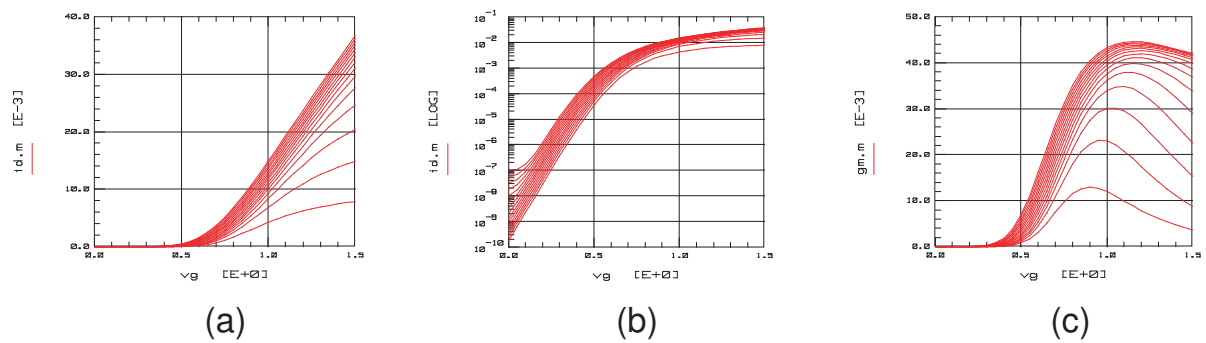 40.0
30.0
20.0
10.0
0.0
id.m [E-3]
0.0 0.5 1.0 1.5
vg [E+0]
(a)
10^-1
10^-2
10^-3
10^-4
10^-5
10^-6
10^-7
10^-8
10^-9
10^-10
id.m [LOG]
0.0 0.5 1.0 1.5
vg [E+0]
(b)
50.0
40.0
30.0
20.0
10.0
0.0
gm.m [E-3]
0.0 0.5 1.0 1.5
vg [E+0]
(c)